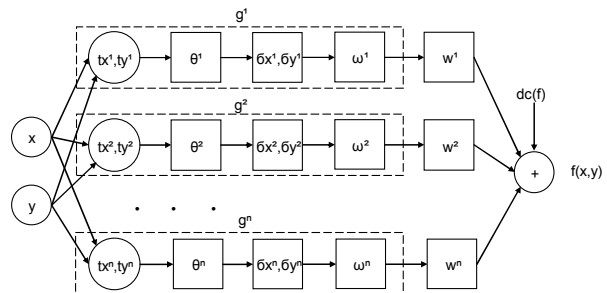 g¹
tx¹,ty¹ θ¹ бx¹,бy¹ ω¹ w¹
g²
dc(f)
x tx²,ty² θ² бx²,бy² ω² w²
+ f(x,y)
y
. . .
gⁿ
txⁿ,tyⁿ θⁿ бxⁿ,бyⁿ ωⁿ wⁿ